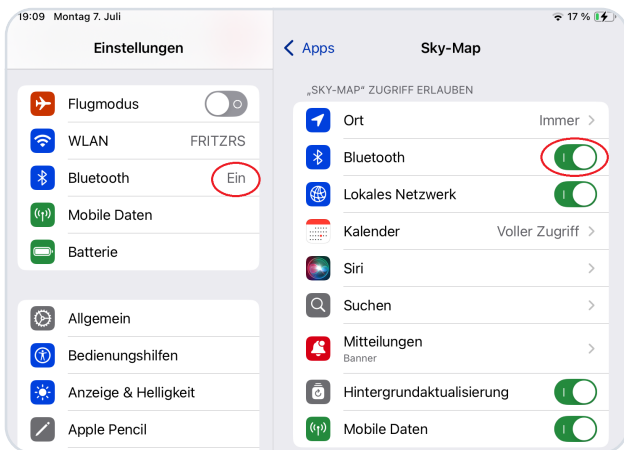 19:09 Montag 7. Juli
17 %
Einstellungen
Flugmodus
WLAN FRITZRS
Bluetooth Ein
Mobile Daten
Batterie
Allgemein
Bedienungshilfen
Anzeige & Helligkeit
Apple Pencil
Apps Sky-Map
„SKY-MAP“ ZUGRIFF ERLAUBEN
Ort Immer
Bluetooth
Lokales Netzwerk
Kalender Voller Zugriff
Siri
Suchen
Mitteilungen
Banner
Hintergrundaktualisierung
Mobile Daten